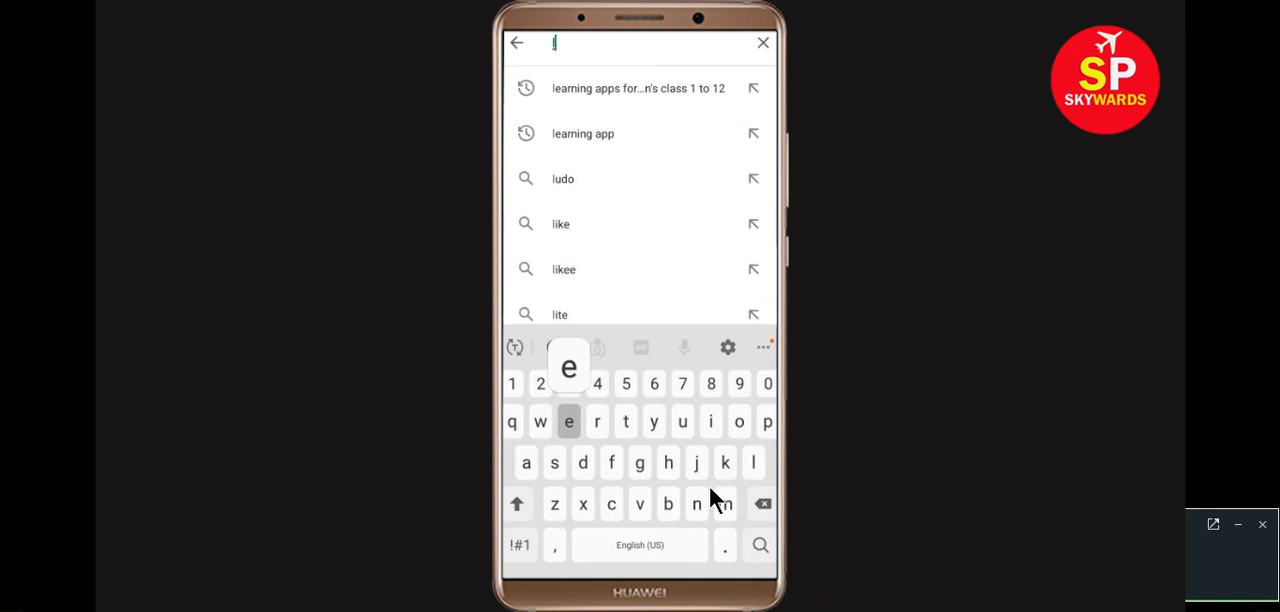 l
learning apps for...n's class 1 to 12
learning app
ludo
like
likee
lite
e
1 2 4 5 6 7 8 9 0
q w e r t y u i o p
a s d f g h j k l
z x c v b n m
!#1 , English (US) .
HUAWEI
SP
SKYWARDS